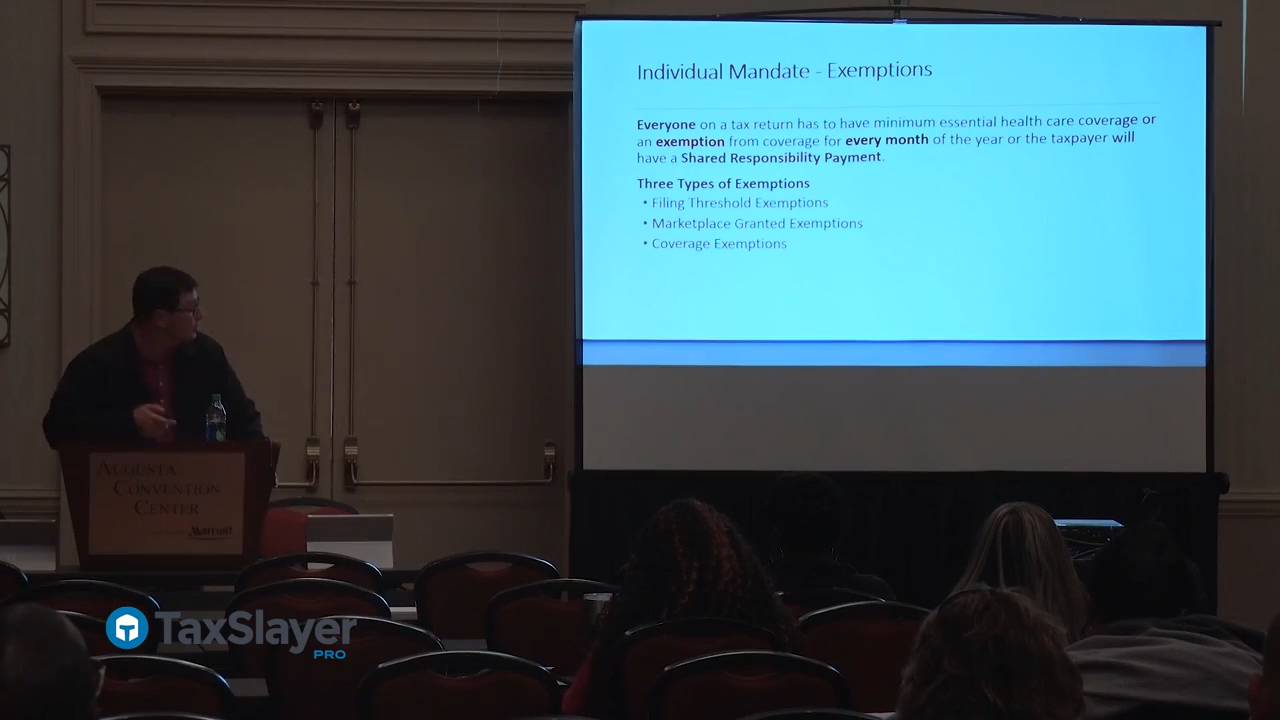 Individual Mandate - Exemptions
Everyone on a tax return has to have minimum essential health care coverage or
an exemption from coverage for every month of the year or the taxpayer will
have a Shared Responsibility Payment.
Three Types of Exemptions
• Filing Threshold Exemptions
• Marketplace Granted Exemptions
• Coverage Exemptions
AUGUSTA
CONVENTION
CENTER
Marriott
TaxSlayer
PRO